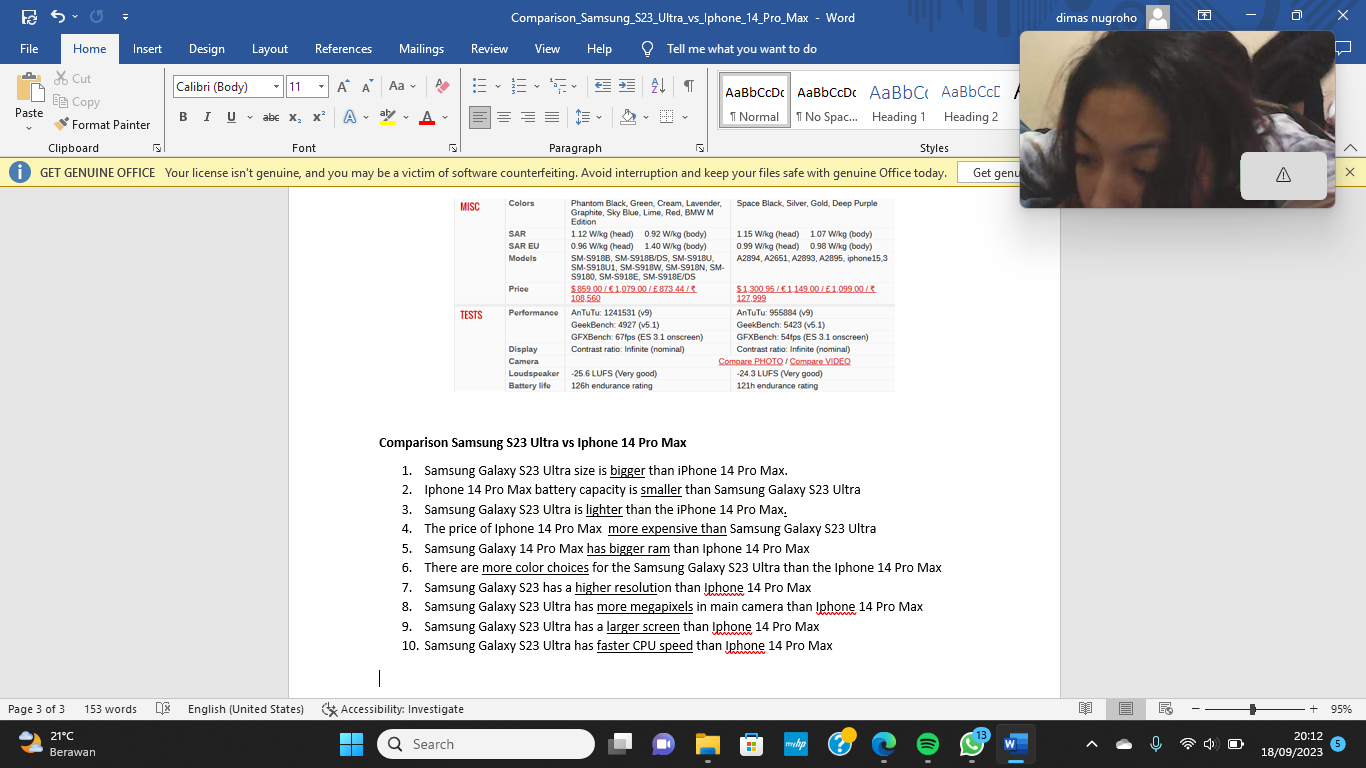 Comparison_Samsung_S23_Ultra_vs_Iphone_14_Pro_Max - Word
dimas nugroho
File Home Insert Design Layout References Mailings Review View Help Tell me what you want to do
Paste
Cut
Copy
Format Painter
Clipboard
Calibri (Body) 11
Font
Paragraph
AaBbCcDc AaBbCcDc AaBbCc AaBbCcD
¶ Normal ¶ No Spac... Heading 1 Heading 2
Styles
GET GENUINE OFFICE Your license isn't genuine, and you may be a victim of software counterfeiting. Avoid interruption and keep your files safe with genuine Office today. Get genu
MISC Colors Phantom Black, Green, Cream, Lavender, Space Black, Silver, Gold, Deep Purple
Graphite, Sky Blue, Lime, Red, BMW M
Edition
SAR 1.12 W/kg (head) 0.92 W/kg (body) 1.15 W/kg (head) 1.07 W/kg (body)
SAR EU 0.96 W/kg (head) 1.40 W/kg (body) 0.99 W/kg (head) 0.98 W/kg (body)
Models SM-S918B, SM-S918B/DS, SM-S918U, A2894, A2651, A2893, A2895, iphone15,3
SM-S918U1, SM-S918W, SM-S918N, SM-
S9180, SM-S918E, SM-S918E/DS
Price $ 859.00 / € 1,079.00 / £ 873.44 / ₹ $ 1,300.95 / € 1,149.00 / £ 1,099.00 / ₹
108,560 127,999
TESTS Performance AnTuTu: 1241531 (v9) AnTuTu: 955884 (v9)
GeekBench: 4927 (v5.1) GeekBench: 5423 (v5.1)
GFXBench: 67fps (ES 3.1 onscreen) GFXBench: 54fps (ES 3.1 onscreen)
Display Contrast ratio: Infinite (nominal) Contrast ratio: Infinite (nominal)
Camera Compare PHOTO / Compare VIDEO
Loudspeaker -25.6 LUFS (Very good) -24.3 LUFS (Very good)
Battery life 126h endurance rating 121h endurance rating
Comparison Samsung S23 Ultra vs Iphone 14 Pro Max
1. Samsung Galaxy S23 Ultra size is bigger than iPhone 14 Pro Max.
2. Iphone 14 Pro Max battery capacity is smaller than Samsung Galaxy S23 Ultra
3. Samsung Galaxy S23 Ultra is lighter than the iPhone 14 Pro Max.
4. The price of Iphone 14 Pro Max more expensive than Samsung Galaxy S23 Ultra
5. Samsung Galaxy 14 Pro Max has bigger ram than Iphone 14 Pro Max
6. There are more color choices for the Samsung Galaxy S23 Ultra than the Iphone 14 Pro Max
7. Samsung Galaxy S23 has a higher resolution than Iphone 14 Pro Max
8. Samsung Galaxy S23 Ultra has more megapixels in main camera than Iphone 14 Pro Max
9. Samsung Galaxy S23 Ultra has a larger screen than Iphone 14 Pro Max
10. Samsung Galaxy S23 Ultra has faster CPU speed than Iphone 14 Pro Max
Page 3 of 3 153 words English (United States) Accessibility: Investigate 95%
21°C
Berawan
Search
myhp
13
20:12
18/09/2023
5